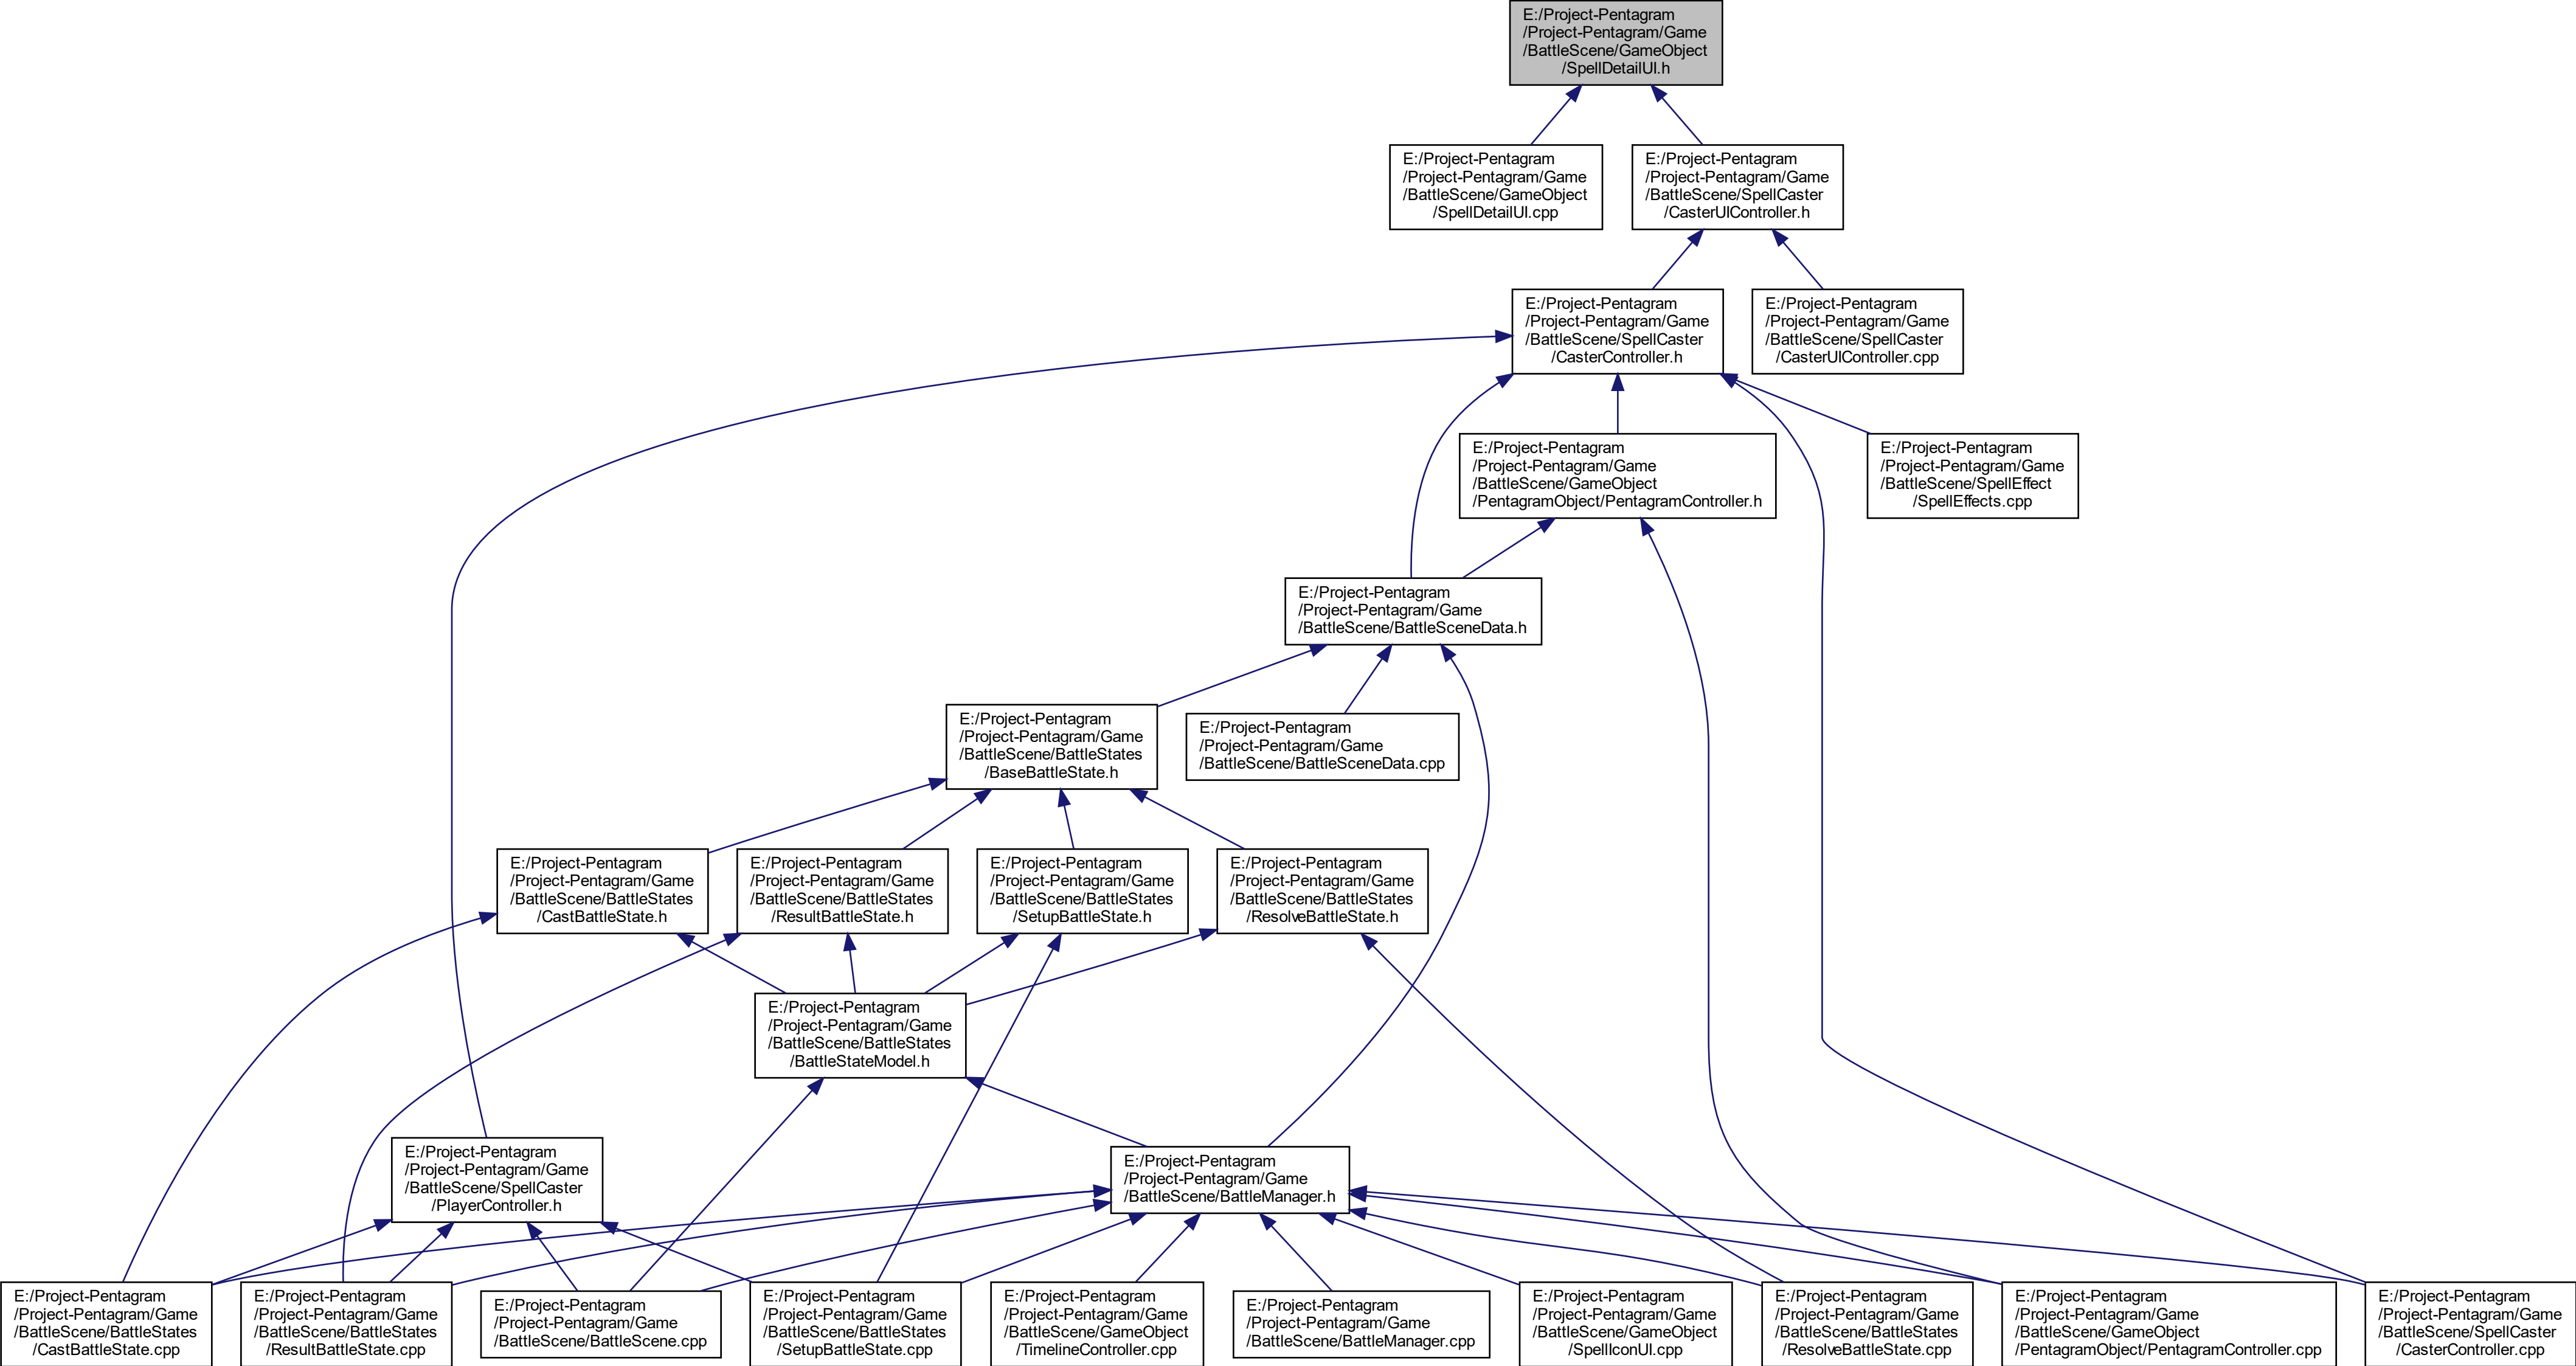 E:/Project-Pentagram
/Project-Pentagram/Game
/BattleScene/GameObject
/SpellDetailUI.h
E:/Project-Pentagram
/Project-Pentagram/Game
/BattleScene/GameObject
/SpellDetailUI.cpp
E:/Project-Pentagram
/Project-Pentagram/Game
/BattleScene/SpellCaster
/CasterUIController.h
E:/Project-Pentagram
/Project-Pentagram/Game
/BattleScene/SpellCaster
/CasterController.h
E:/Project-Pentagram
/Project-Pentagram/Game
/BattleScene/SpellCaster
/CasterUIController.cpp
E:/Project-Pentagram
/Project-Pentagram/Game
/BattleScene/GameObject
/PentagramObject/PentagramController.h
E:/Project-Pentagram
/Project-Pentagram/Game
/BattleScene/SpellEffect
/SpellEffects.cpp
E:/Project-Pentagram
/Project-Pentagram/Game
/BattleScene/BattleSceneData.h
E:/Project-Pentagram
/Project-Pentagram/Game
/BattleScene/BattleStates
/BaseBattleState.h
E:/Project-Pentagram
/Project-Pentagram/Game
/BattleScene/BattleSceneData.cpp
E:/Project-Pentagram
/Project-Pentagram/Game
/BattleScene/BattleStates
/CastBattleState.h
E:/Project-Pentagram
/Project-Pentagram/Game
/BattleScene/BattleStates
/ResultBattleState.h
E:/Project-Pentagram
/Project-Pentagram/Game
/BattleScene/BattleStates
/SetupBattleState.h
E:/Project-Pentagram
/Project-Pentagram/Game
/BattleScene/BattleStates
/ResolveBattleState.h
E:/Project-Pentagram
/Project-Pentagram/Game
/BattleScene/BattleStates
/BattleStateModel.h
E:/Project-Pentagram
/Project-Pentagram/Game
/BattleScene/SpellCaster
/PlayerController.h
E:/Project-Pentagram
/Project-Pentagram/Game
/BattleScene/BattleManager.h
E:/Project-Pentagram
/Project-Pentagram/Game
/BattleScene/BattleStates
/CastBattleState.cpp
E:/Project-Pentagram
/Project-Pentagram/Game
/BattleScene/BattleStates
/ResultBattleState.cpp
E:/Project-Pentagram
/Project-Pentagram/Game
/BattleScene/BattleScene.cpp
E:/Project-Pentagram
/Project-Pentagram/Game
/BattleScene/BattleStates
/SetupBattleState.cpp
E:/Project-Pentagram
/Project-Pentagram/Game
/BattleScene/GameObject
/TimelineController.cpp
E:/Project-Pentagram
/Project-Pentagram/Game
/BattleScene/BattleManager.cpp
E:/Project-Pentagram
/Project-Pentagram/Game
/BattleScene/GameObject
/SpellIconUI.cpp
E:/Project-Pentagram
/Project-Pentagram/Game
/BattleScene/BattleStates
/ResolveBattleState.cpp
E:/Project-Pentagram
/Project-Pentagram/Game
/BattleScene/GameObject
/PentagramObject/PentagramController.cpp
E:/Project-Pentagram
/Project-Pentagram/Game
/BattleScene/SpellCaster
/CasterController.cpp